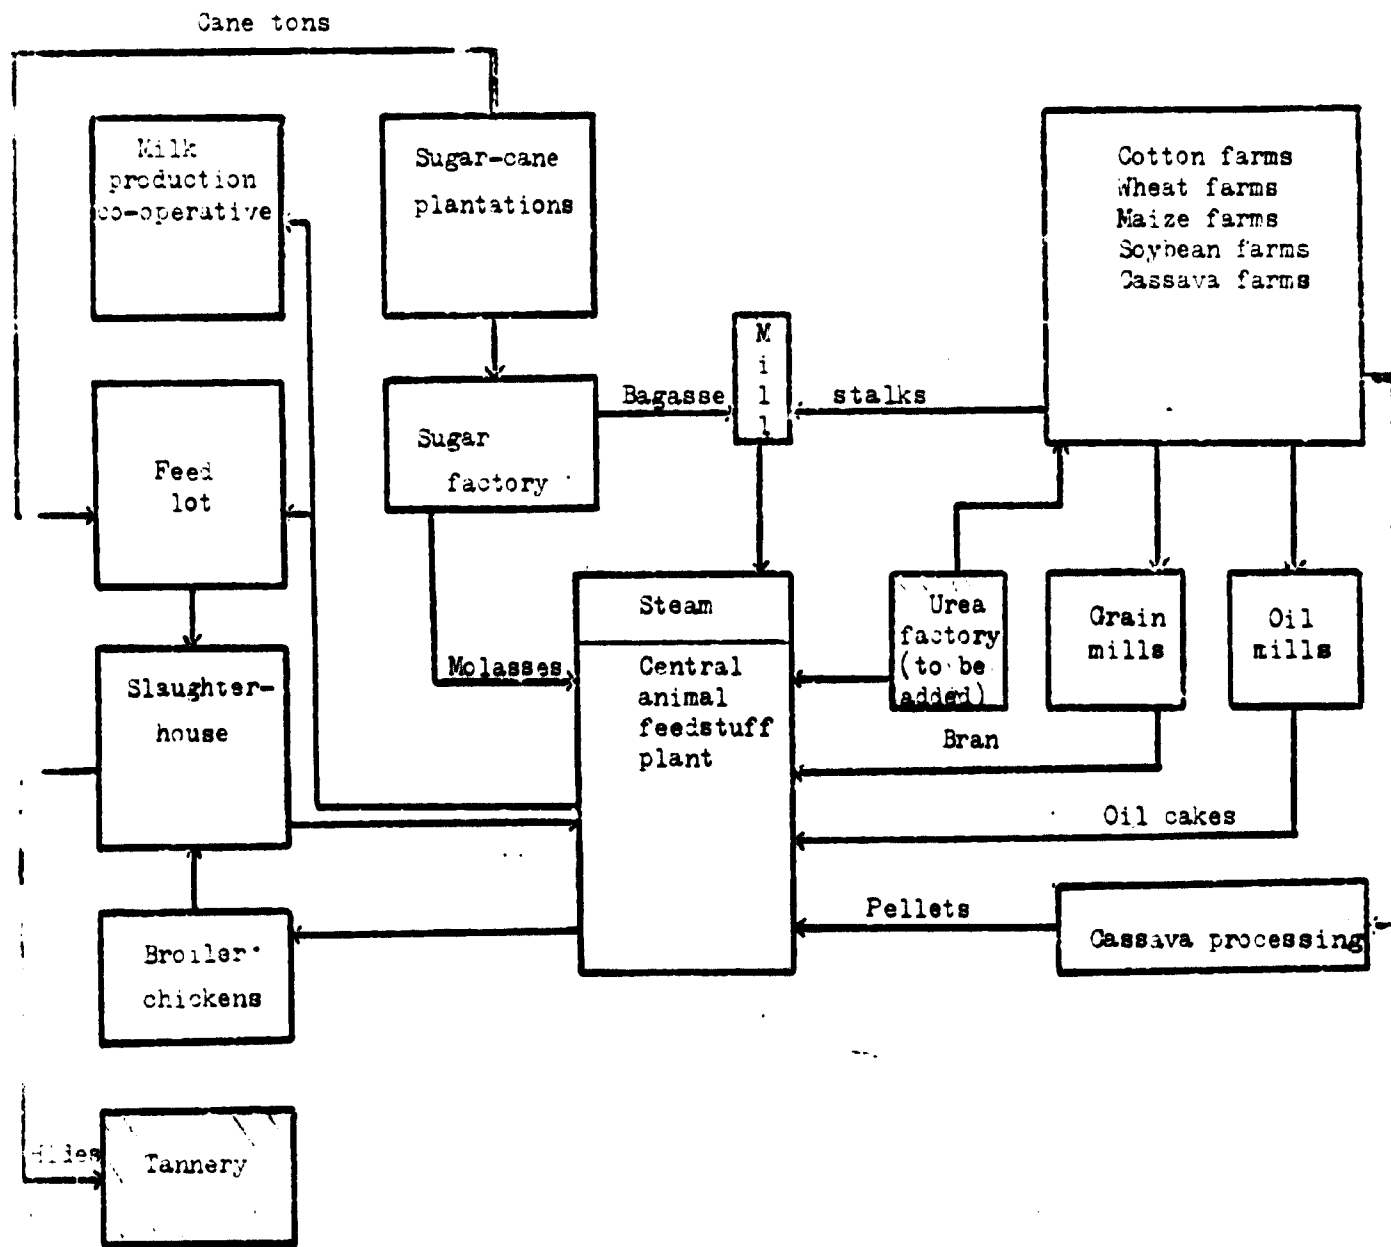 Cane tons
Milk
production
co-operative
Sugar-cane
plantations
Cotton farms
Wheat farms
Maize farms
Soybean farms
Cassava farms
Mill
Bagasse
stalks
Sugar
factory
Feed
lot
Steam
Urea
factory
(to be
added)
Grain
mills
Oil
mills
Molasses
Central
animal
feedstuff
plant
Slaughter-
house
Bran
Oil cakes
Pellets
Cassava processing
Broiler
chickens
Hides
Tannery